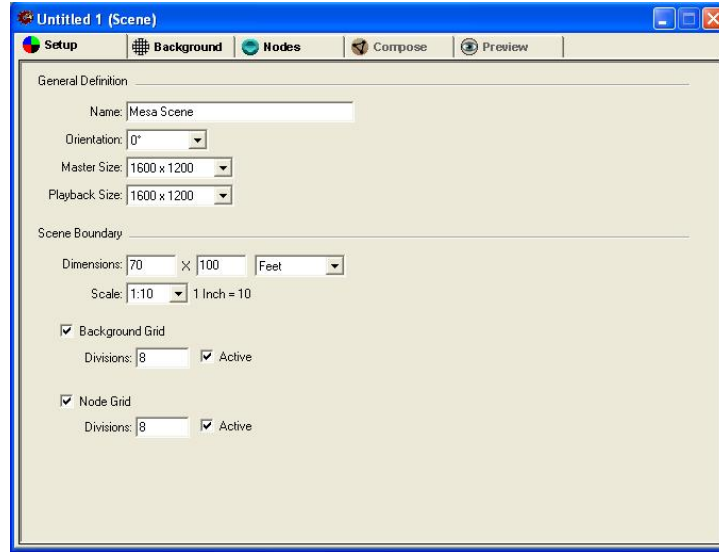 Untitled 1 (Scene)
Setup Background Nodes Compose Preview
General Definition
Name: Mesa Scene
Orientation: 0°
Master Size: 1600 x 1200
Playback Size: 1600 x 1200
Scene Boundary
Dimensions: 70 X 100 Feet
Scale: 1:10 1 Inch = 10
Background Grid
Divisions: 8 Active
Node Grid
Divisions: 8 Active